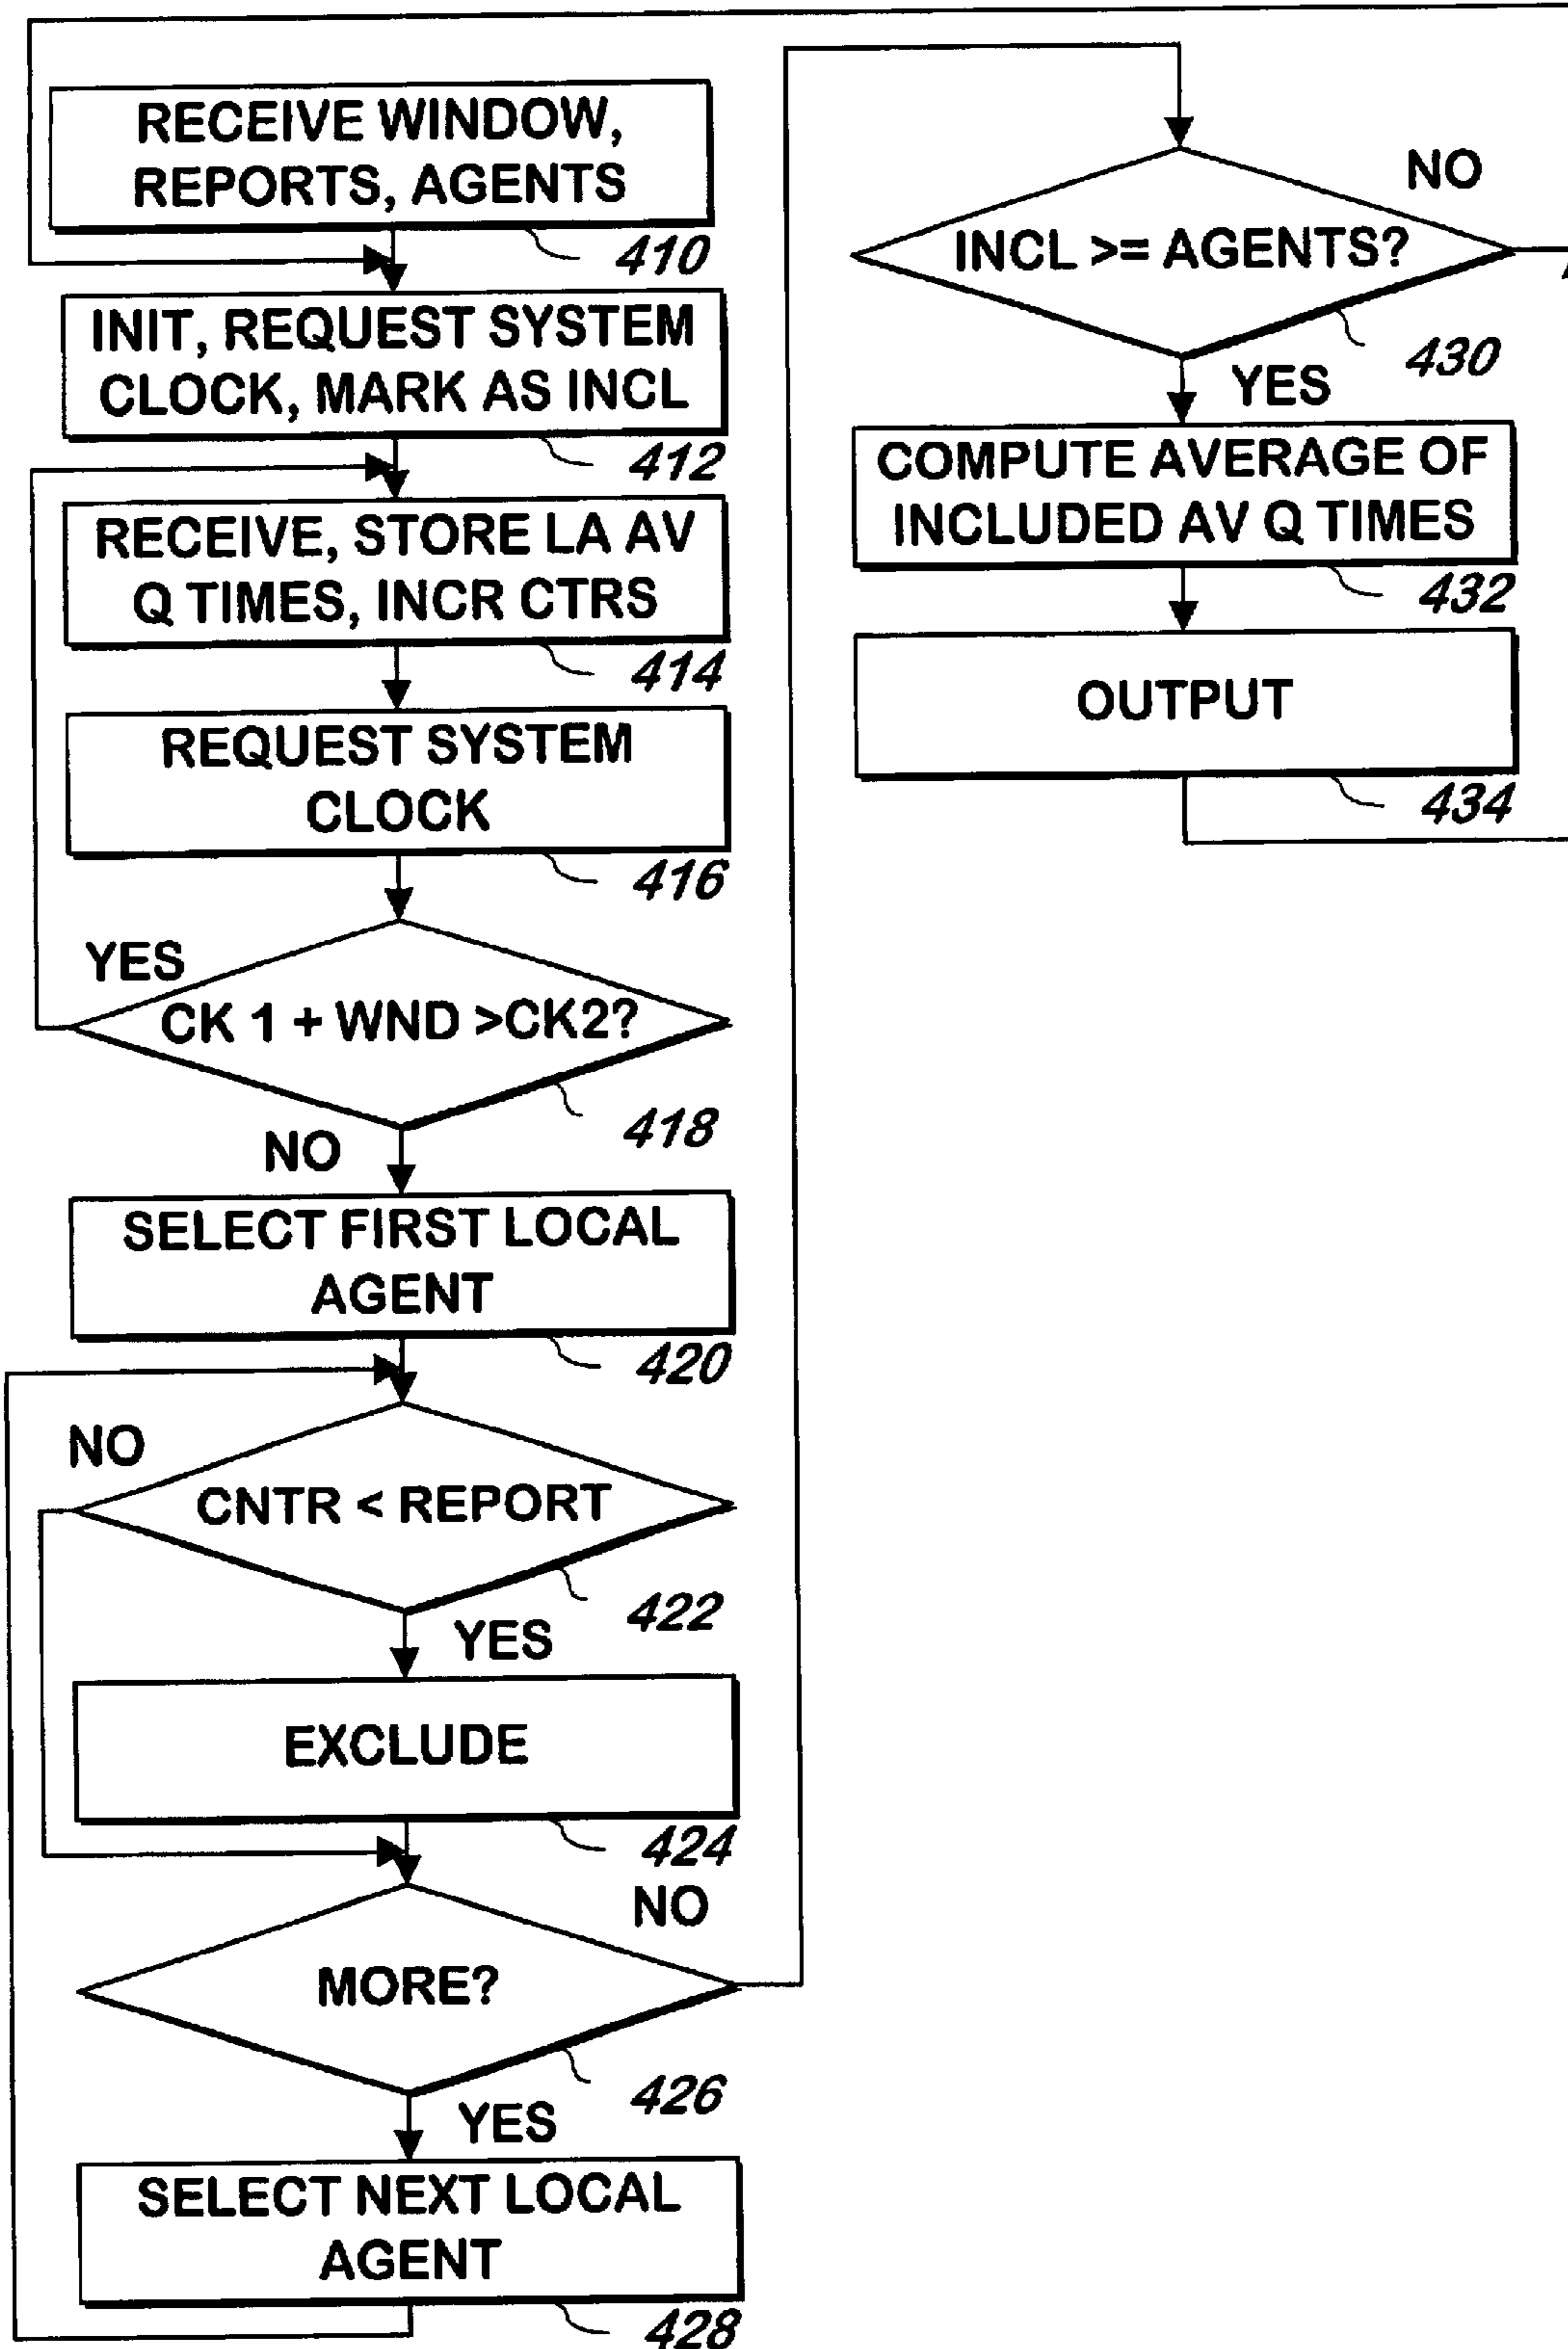 RECEIVE WINDOW,
REPORTS, AGENTS
410
INIT, REQUEST SYSTEM
CLOCK, MARK AS INCL
412
RECEIVE, STORE LA AV
Q TIMES, INCR CTRS
414
REQUEST SYSTEM
CLOCK
416
YES
CK 1 + WND >CK2?
418
NO
SELECT FIRST LOCAL
AGENT
420
NO
CNTR < REPORT
422
YES
EXCLUDE
424
NO
MORE?
426
YES
SELECT NEXT LOCAL
AGENT
428
NO
INCL >= AGENTS?
430
YES
COMPUTE AVERAGE OF
INCLUDED AV Q TIMES
432
OUTPUT
434